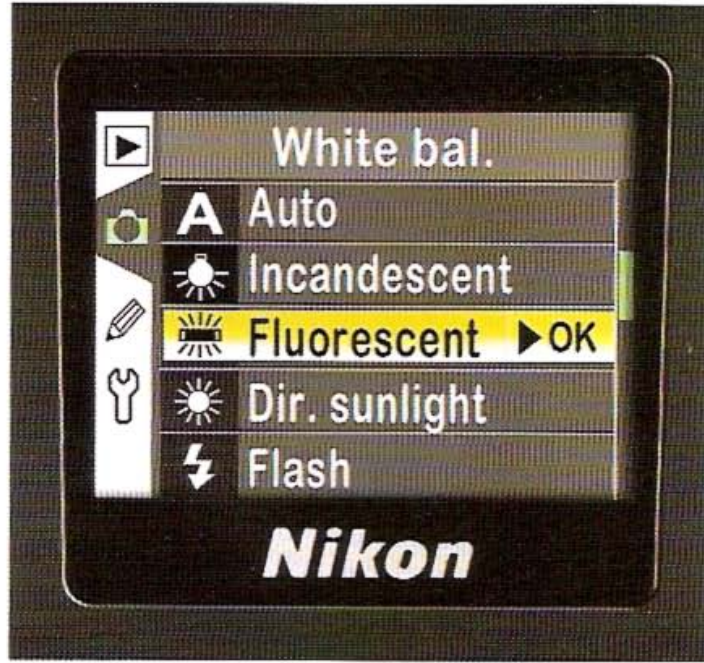 White bal.
A Auto
Incandescent
Fluorescent ▶OK
Dir. sunlight
Flash
Nikon